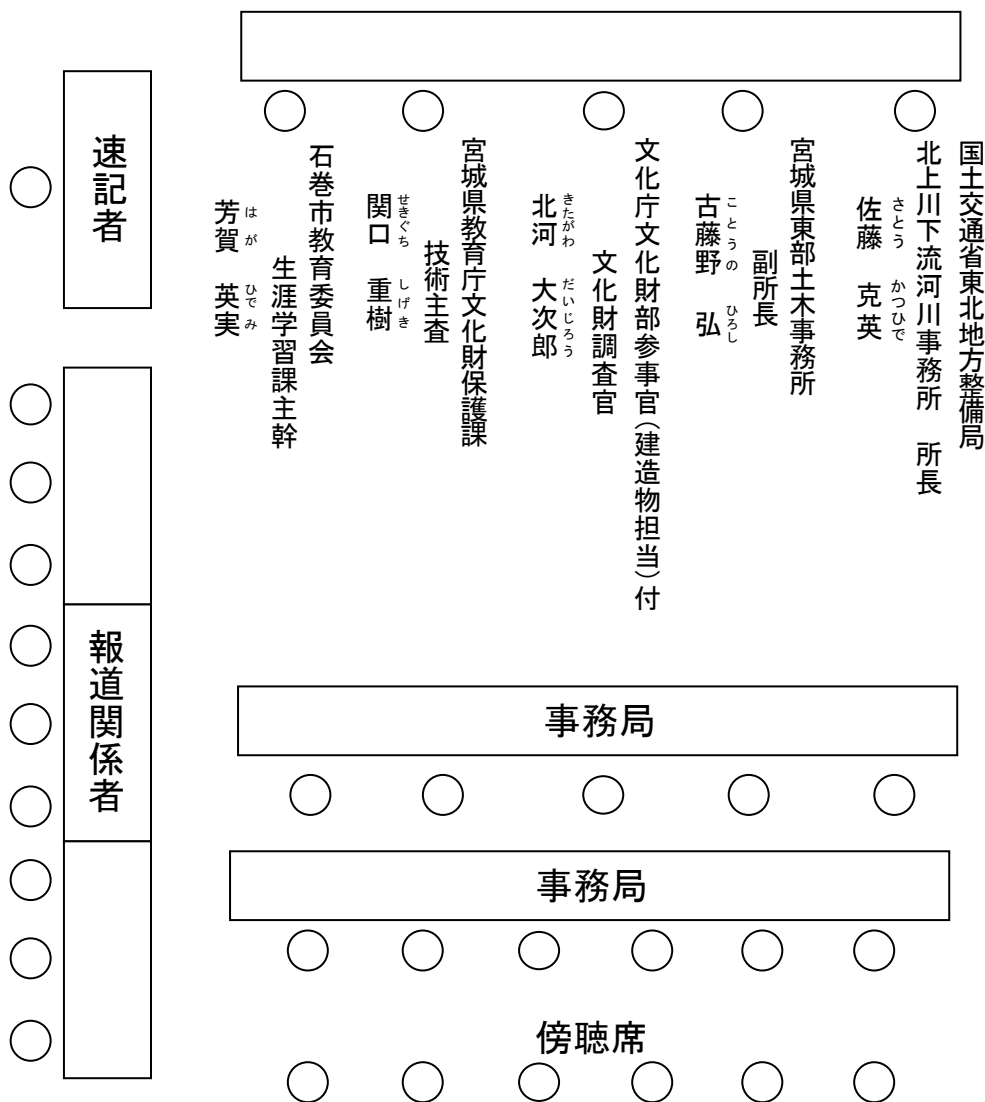 国土交通省東北地方整備局
北上川下流河川事務所　所長
さとう　かつひで
佐藤　克英
宮城県東部土木事務所
副所長
ことうの　ひろし
古藤野　弘
文化庁文化財部参事官（建造物担当）付
文化財調査官
きたがわ　だいじろう
北河　大次郎
宮城県教育庁文化財保護課
技術主査
せきぐち　しげき
関口　重樹
石巻市教育委員会
生涯学習課主幹
はが　ひでみ
芳賀　英実
速記者
報道関係者
事務局
事務局
傍聴席